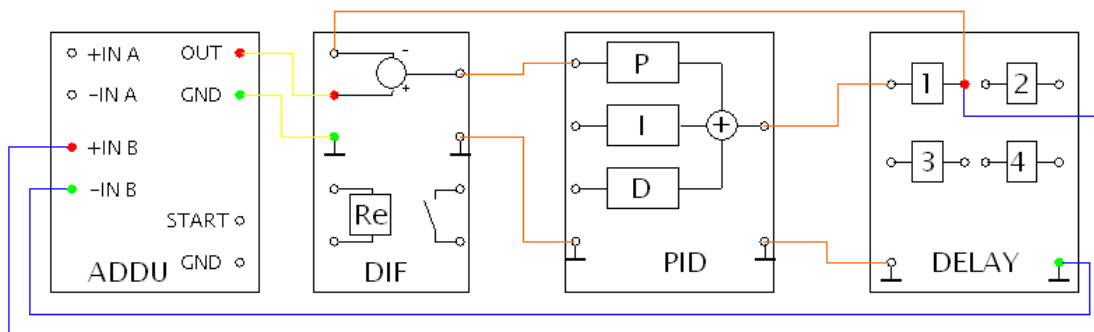 +IN A
OUT
-IN A
GND
+IN B
-IN B
START
GND
ADDU
-
+
Re
DIF
P
I
+
D
PID
1
2
3
4
DELAY